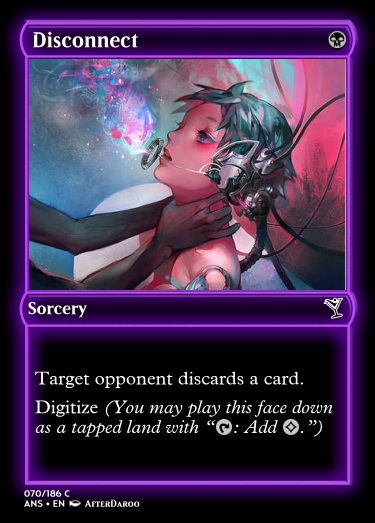 Disconnect
Sorcery
Target opponent discards a card.
Digitize (You may play this face down
as a tapped land with “: Add .”)
070/186 C
ANS • EN AfterDaroo